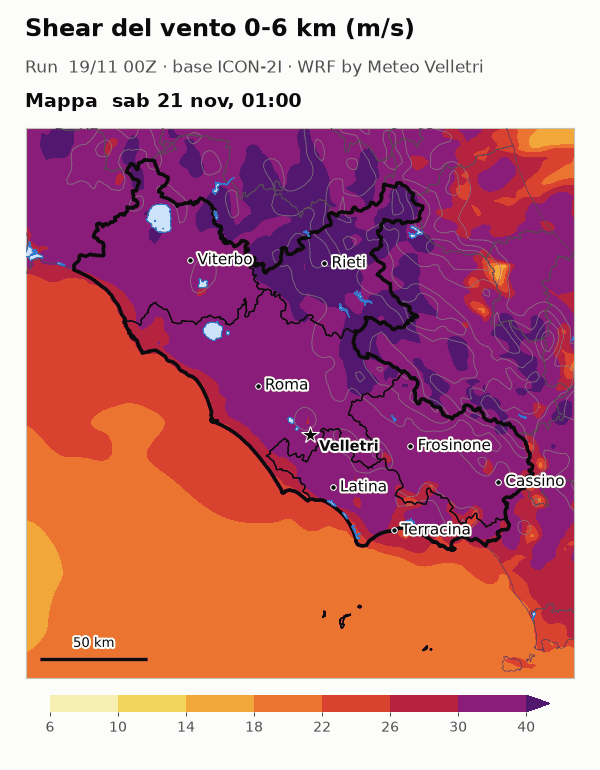 Shear del vento 0-6 km (m/s)
Run  19/11 00Z · base ICON-2I · WRF by Meteo Velletri
Mappa  sab 21 nov, 01:00
Viterbo
Rieti
Roma
Velletri
Frosinone
Cassino
Latina
Terracina
50 km
6 10 14 18 22 26 30 40